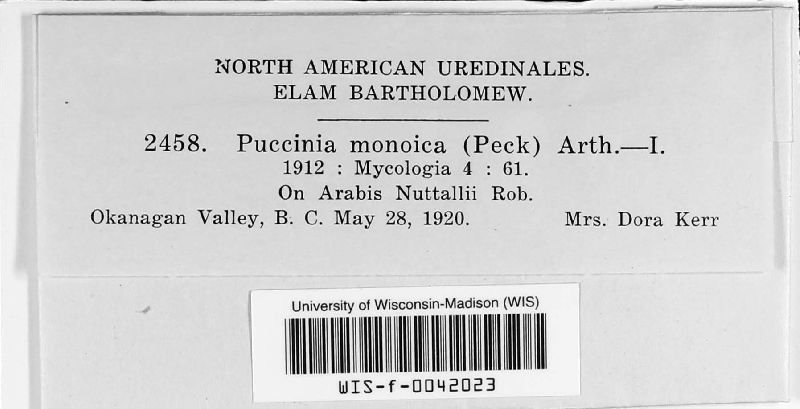 NORTH AMERICAN UREDINALES.
ELAM BARTHOLOMEW.
2458. Puccinia monoica (Peck) Arth.—I.
1912 : Mycologia 4 : 61.
On Arabis Nuttallii Rob.
Okanagan Valley, B. C. May 28, 1920. Mrs. Dora Kerr
University of Wisconsin-Madison (WIS)
WIS-f-0042023